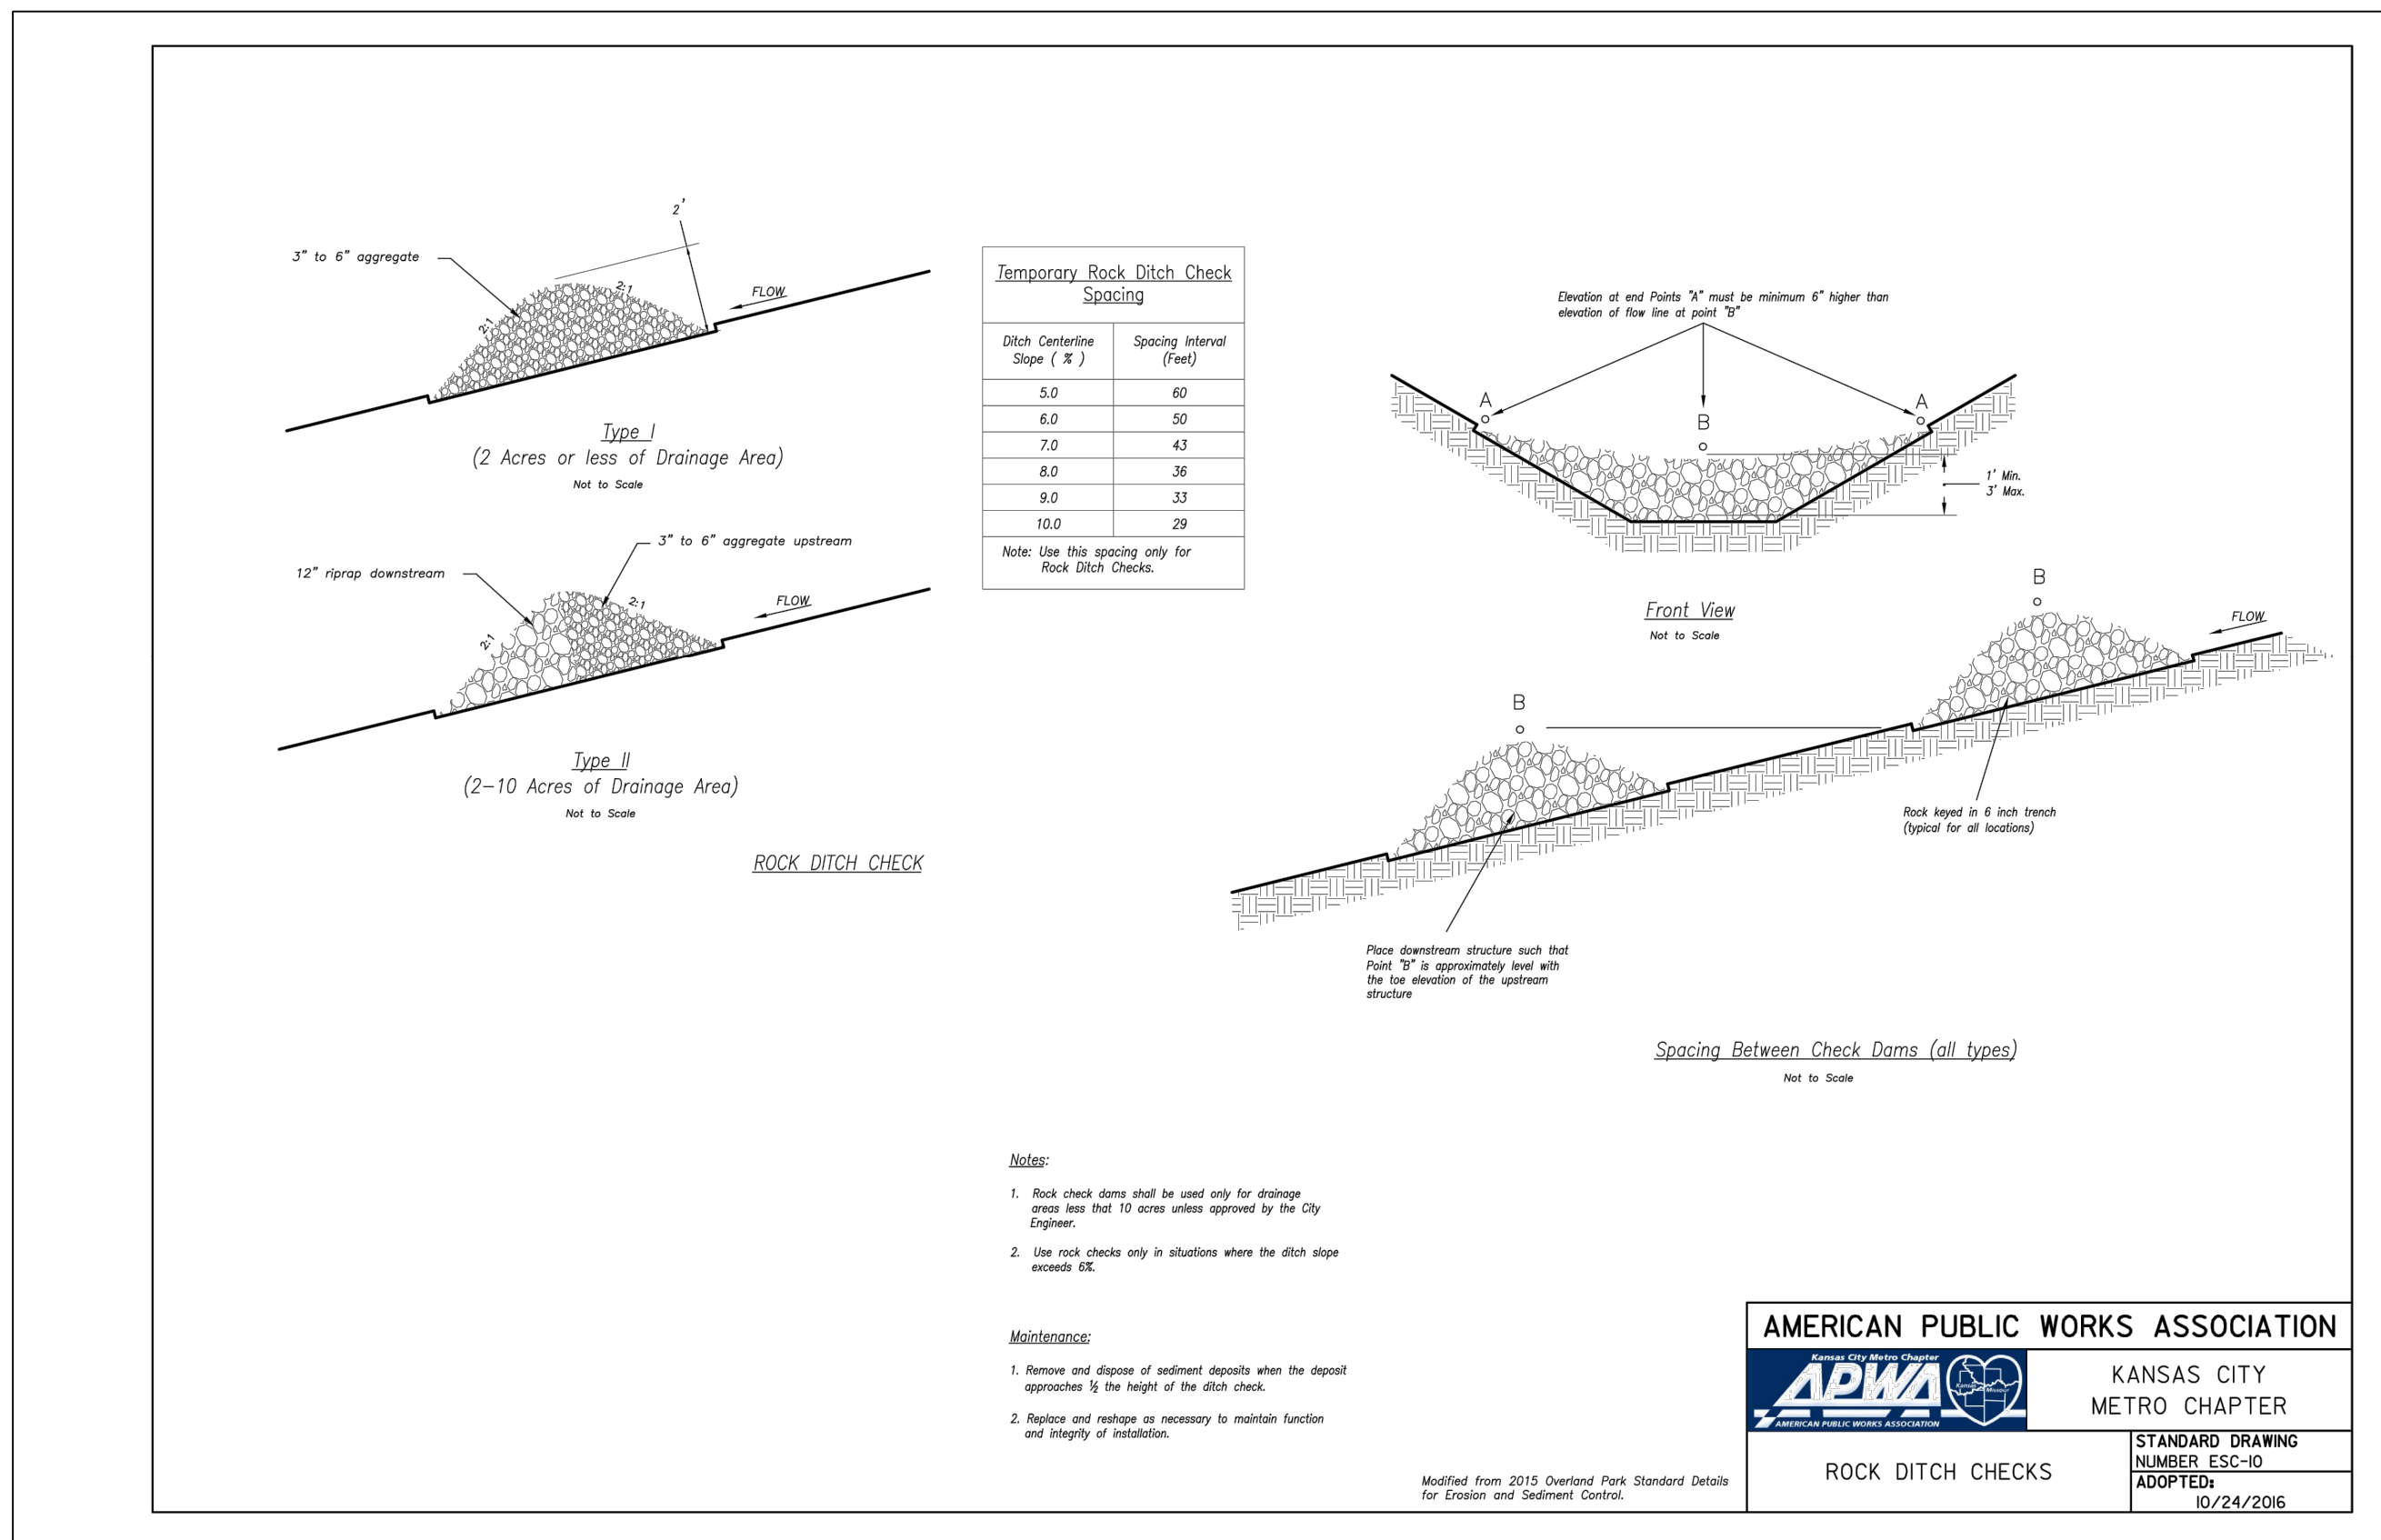 2'
3" to 6" aggregate
2:1
2:1
FLOW
Type I
(2 Acres or less of Drainage Area)
Not to Scale
3" to 6" aggregate upstream
12" riprap downstream
2:1
2:1
FLOW
Type II
(2-10 Acres of Drainage Area)
Not to Scale
ROCK DITCH CHECK
Temporary Rock Ditch Check
Spacing
Ditch Centerline
Slope ( % )
Spacing Interval
(Feet)
5.0 60
6.0 50
7.0 43
8.0 36
9.0 33
10.0 29
Note: Use this spacing only for
Rock Ditch Checks.
Elevation at end Points "A" must be minimum 6" higher than
elevation of flow line at point "B"
A
B
A
1' Min.
3' Max.
Front View
Not to Scale
B
FLOW
B
Rock keyed in 6 inch trench
(typical for all locations)
Place downstream structure such that
Point "B" is approximately level with
the toe elevation of the upstream
structure
Spacing Between Check Dams (all types)
Not to Scale
Notes:
1. Rock check dams shall be used only for drainage
areas less that 10 acres unless approved by the City
Engineer.
2. Use rock checks only in situations where the ditch slope
exceeds 6%.
Maintenance:
1. Remove and dispose of sediment deposits when the deposit
approaches ½ the height of the ditch check.
2. Replace and reshape as necessary to maintain function
and integrity of installation.
Modified from 2015 Overland Park Standard Details
for Erosion and Sediment Control.
AMERICAN PUBLIC WORKS ASSOCIATION
Kansas City Metro Chapter
APWA
Kansas Missouri
AMERICAN PUBLIC WORKS ASSOCIATION
KANSAS CITY
METRO CHAPTER
ROCK DITCH CHECKS
STANDARD DRAWING
NUMBER ESC-10
ADOPTED:
10/24/2016